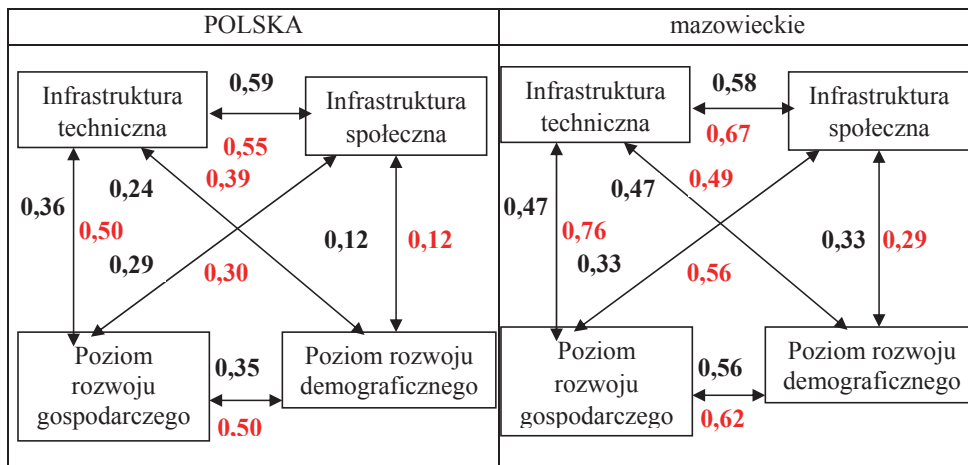 POLSKA
mazowieckie
Infrastruktura
techniczna
0,59
0,55
Infrastruktura
społeczna
0,36
0,50
0,24
0,39
0,29
0,30
0,12
0,12
Poziom
rozwoju
gospodarczego
0,35
0,50
Poziom rozwoju
demograficznego
Infrastruktura
techniczna
0,58
0,67
Infrastruktura
społeczna
0,47
0,76
0,47
0,49
0,33
0,56
0,33
0,29
Poziom
rozwoju
gospodarczego
0,56
0,62
Poziom rozwoju
demograficznego